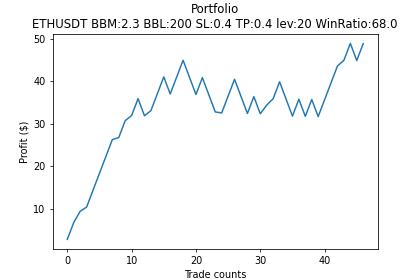 Portfolio
ETHUSDT BBM:2.3 BBL:200 SL:0.4 TP:0.4 lev:20 WinRatio:68.0
50
40
30
20
10
Profit ($)
0
10
20
30
40
Trade counts